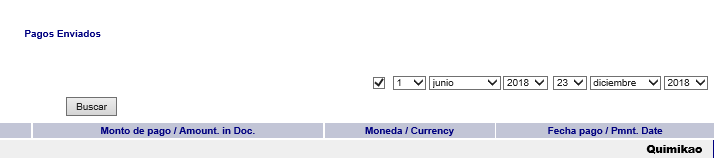 Pagos Enviados
1 junio 2018 23 diciembre 2018
Buscar
Monto de pago / Amount. in Doc. Moneda / Currency Fecha pago / Pmnt. Date
Quimikao